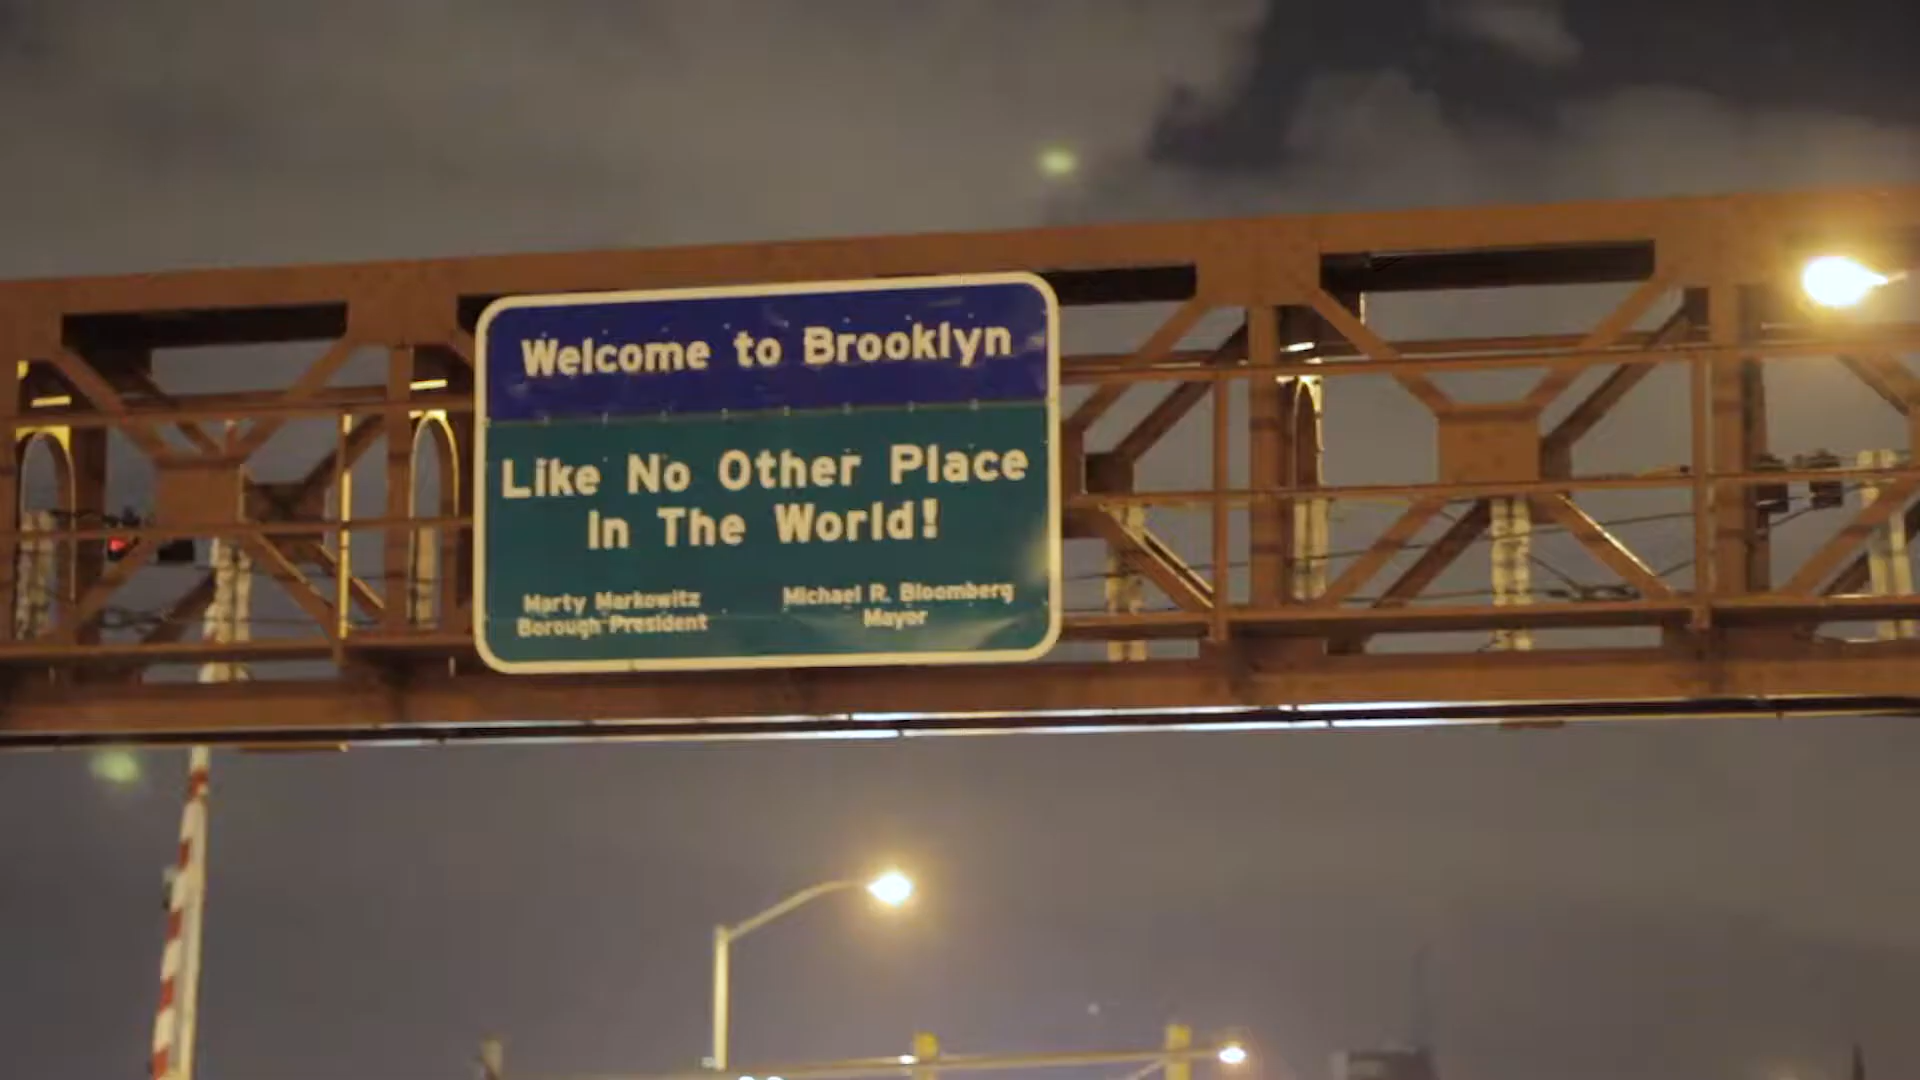 Welcome to Brooklyn
Like No Other Place
In The World!
Marty Markowitz
Borough President
Michael R. Bloomberg
Mayor